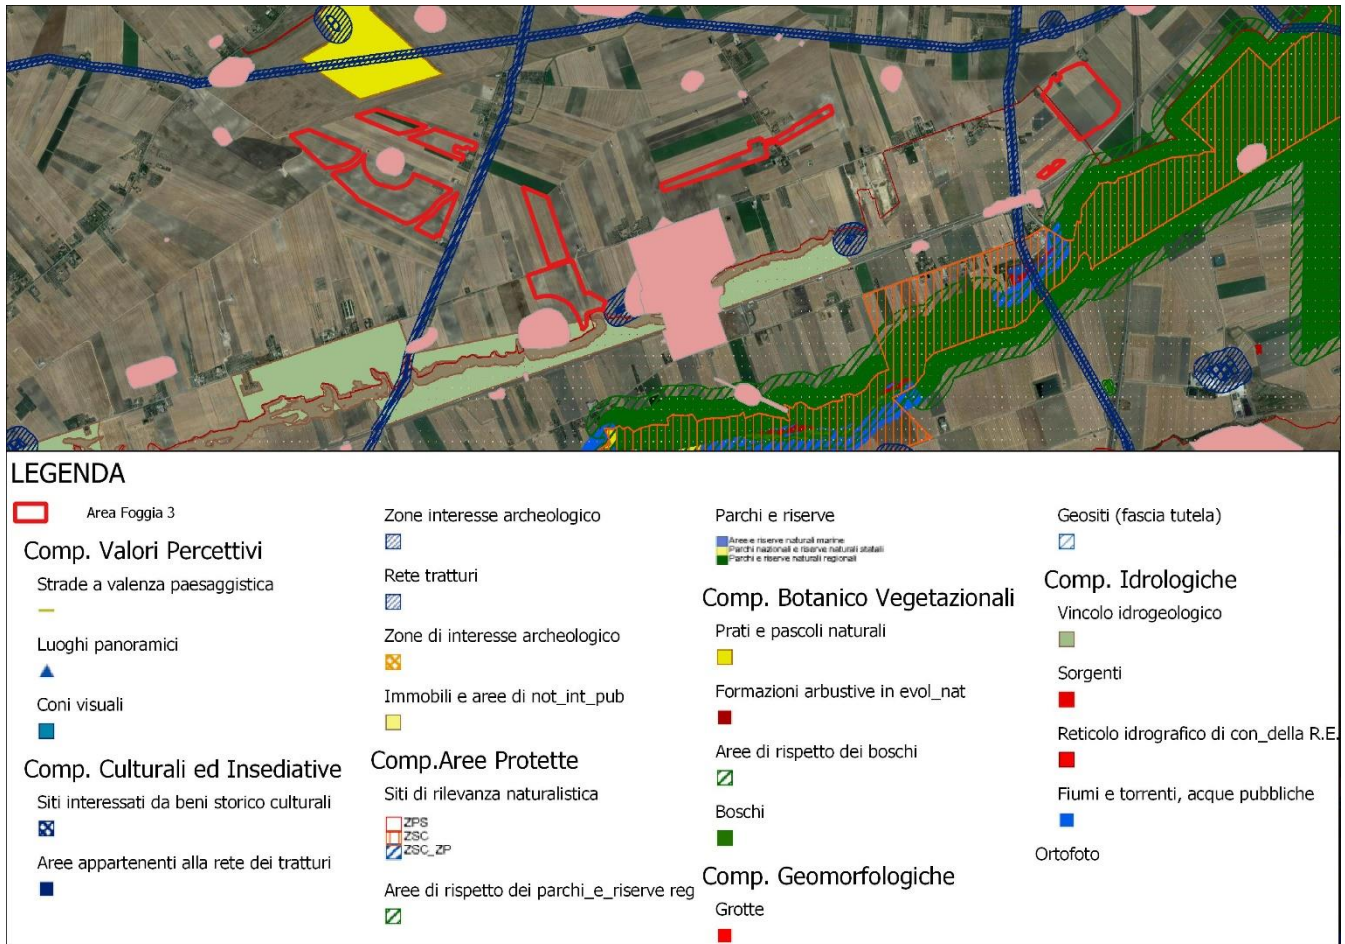 LEGENDA
Area Foggia 3
Comp. Valori Percettivi
Strade a valenza paesaggistica
Luoghi panoramici
Coni visuali
Comp. Culturali ed Insediative
Siti interessati da beni storico culturali
Aree appartenenti alla rete dei tratturi
Zone interesse archeologico
Rete tratturi
Zone di interesse archeologico
Immobili e aree di not_int_pub
Comp.Aree Protette
Siti di rilevanza naturalistica
ZPS
ZSC
ZSC_ZP
Aree di rispetto dei parchi_e_riserve reg
Parchi e riserve
Aree e riserve naturali marine
Parchi nazionali e riserve naturali statali
Parchi e riserve naturali regionali
Comp. Botanico Vegetazionali
Prati e pascoli naturali
Formazioni arbustive in evol_nat
Aree di rispetto dei boschi
Boschi
Comp. Geomorfologiche
Grotte
Geositi (fascia tutela)
Comp. Idrologiche
Vincolo idrogeologico
Sorgenti
Reticolo idrografico di con_della R.E.
Fiumi e torrenti, acque pubbliche
Ortofoto